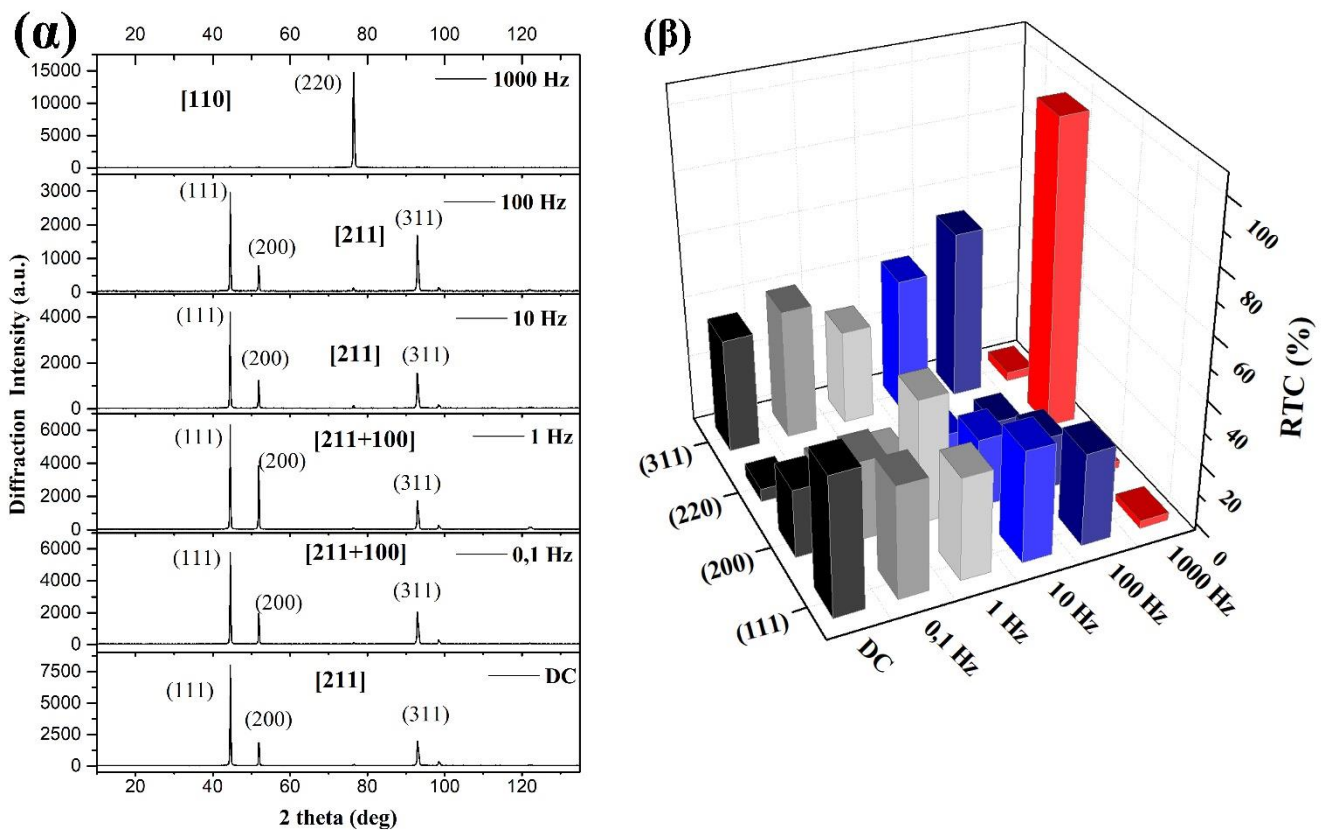 (α)
20 40 60 80 100 120
15000
10000
5000
0
(220)
[110]
1000 Hz
3000
2000
1000
0
(111)
(200)
[211]
(311)
100 Hz
4000
2000
0
(111)
(200)
[211]
(311)
10 Hz
6000
4000
2000
0
(111)
(200)
[211+100]
(311)
1 Hz
6000
4000
2000
0
(111)
(200)
[211+100]
(311)
0,1 Hz
7500
5000
2500
0
(111)
(200)
[211]
(311)
DC
20 40 60 80 100 120
2 theta (deg)
Diffraction Intensity (a.u.)
(β)
(311)
(220)
(200)
(111)
DC
0,1 Hz
1 Hz
10 Hz
100 Hz
1000 Hz
0
20
40
60
80
100
RTC (%)